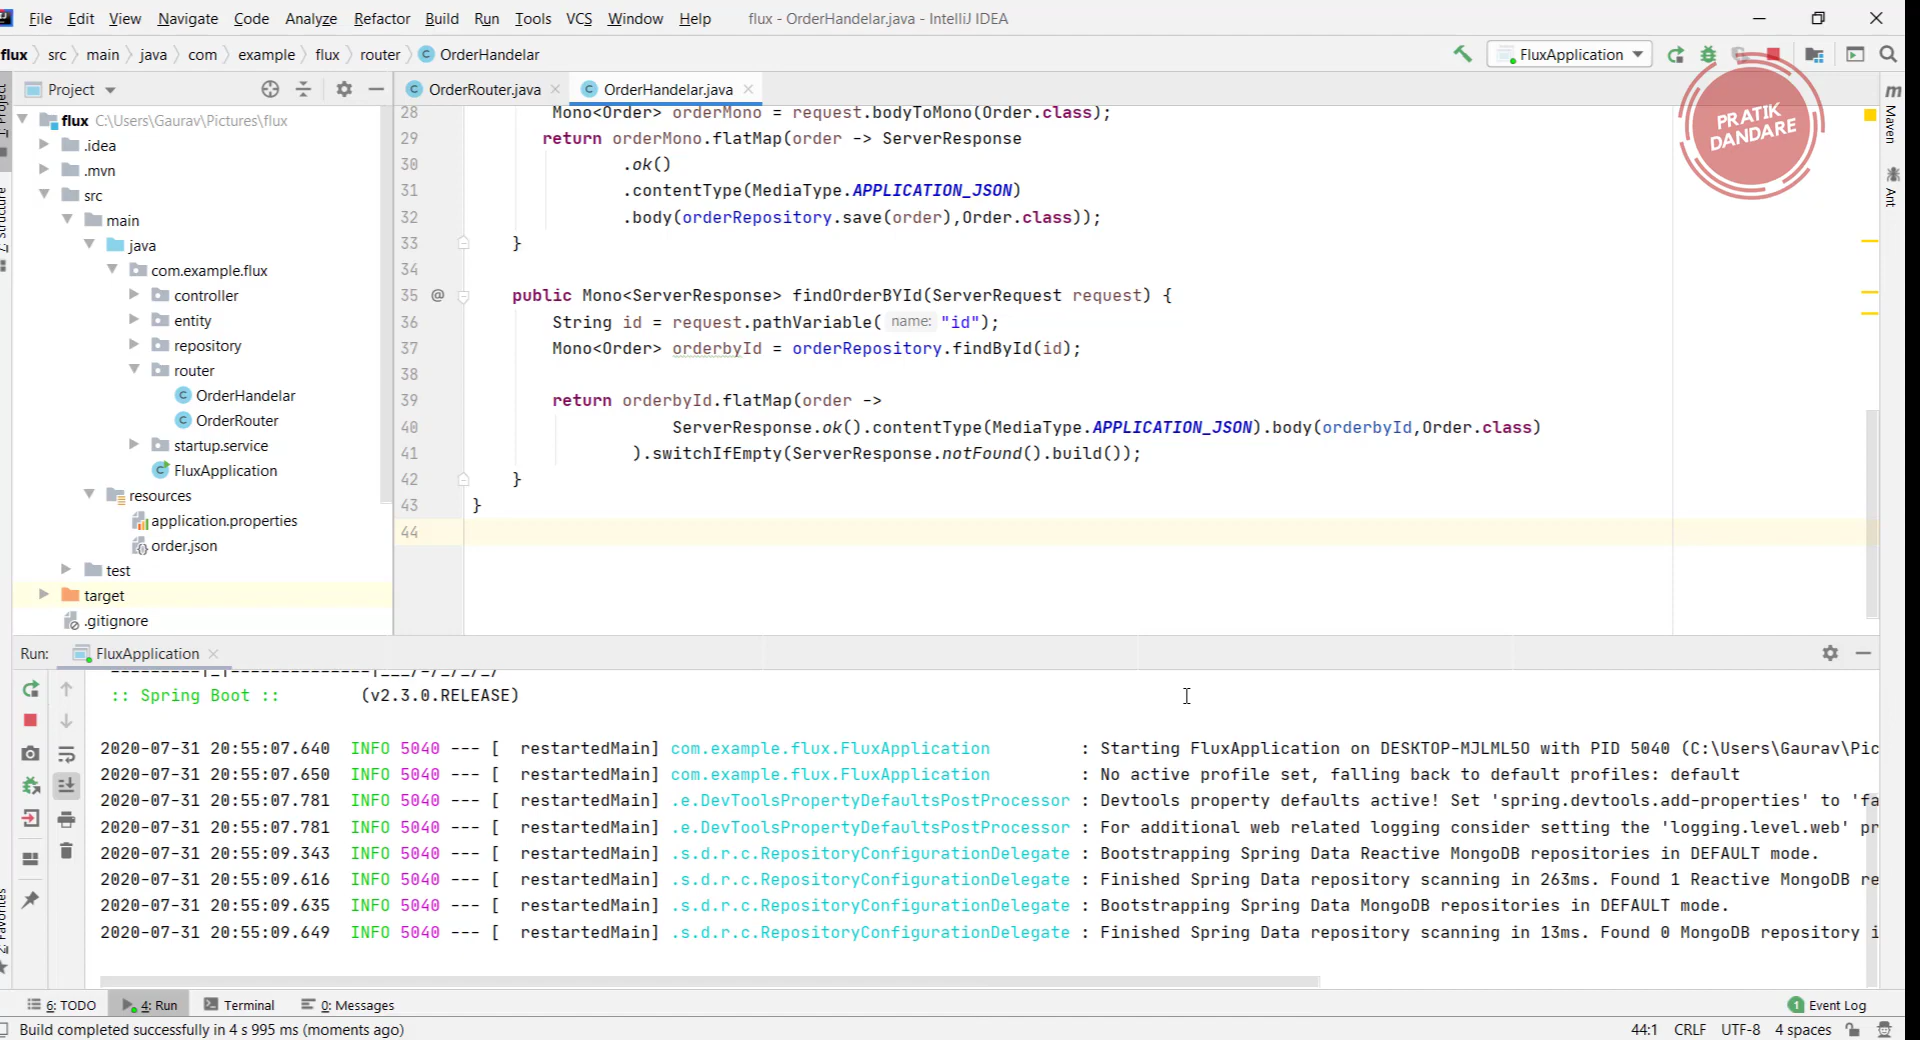 File Edit View Navigate Code Analyze Refactor Build Run Tools VCS Window Help flux - OrderHandelar.java - IntelliJ IDEA
flux src main java com example flux router OrderHandelar FluxApplication
Project OrderRouter.java OrderHandelar.java
PRATIK
DANDARE
1: Project
Structure
2: Favorites
Maven
Ant
flux C:\Users\Gaurav\Pictures\flux
.idea
.mvn
src
main
java
com.example.flux
controller
entity
repository
router
OrderHandelar
OrderRouter
startup.service
FluxApplication
resources
application.properties
order.json
test
target
.gitignore
28 Mono<Order> orderMono = request.bodyToMono(Order.class);
29 return orderMono.flatMap(order -> ServerResponse
30 .ok()
31 .contentType(MediaType.APPLICATION_JSON)
32 .body(orderRepository.save(order),Order.class));
33 }
34
35 @ public Mono<ServerResponse> findOrderBYId(ServerRequest request) {
36 String id = request.pathVariable( name: "id");
37 Mono<Order> orderbyId = orderRepository.findById(id);
38
39 return orderbyId.flatMap(order ->
40 ServerResponse.ok().contentType(MediaType.APPLICATION_JSON).body(orderbyId,Order.class)
41 ).switchIfEmpty(ServerResponse.notFound().build());
42 }
43 }
44
Run: FluxApplication
:: Spring Boot :: (v2.3.0.RELEASE)
2020-07-31 20:55:07.640 INFO 5040 --- [ restartedMain] com.example.flux.FluxApplication : Starting FluxApplication on DESKTOP-MJLML5O with PID 5040 (C:\Users\Gaurav\Pic
2020-07-31 20:55:07.650 INFO 5040 --- [ restartedMain] com.example.flux.FluxApplication : No active profile set, falling back to default profiles: default
2020-07-31 20:55:07.781 INFO 5040 --- [ restartedMain] .e.DevToolsPropertyDefaultsPostProcessor : Devtools property defaults active! Set 'spring.devtools.add-properties' to 'fa
2020-07-31 20:55:07.781 INFO 5040 --- [ restartedMain] .e.DevToolsPropertyDefaultsPostProcessor : For additional web related logging consider setting the 'logging.level.web' pr
2020-07-31 20:55:09.343 INFO 5040 --- [ restartedMain] .s.d.r.c.RepositoryConfigurationDelegate : Bootstrapping Spring Data Reactive MongoDB repositories in DEFAULT mode.
2020-07-31 20:55:09.616 INFO 5040 --- [ restartedMain] .s.d.r.c.RepositoryConfigurationDelegate : Finished Spring Data repository scanning in 263ms. Found 1 Reactive MongoDB re
2020-07-31 20:55:09.635 INFO 5040 --- [ restartedMain] .s.d.r.c.RepositoryConfigurationDelegate : Bootstrapping Spring Data MongoDB repositories in DEFAULT mode.
2020-07-31 20:55:09.649 INFO 5040 --- [ restartedMain] .s.d.r.c.RepositoryConfigurationDelegate : Finished Spring Data repository scanning in 13ms. Found 0 MongoDB repository i
6: TODO 4: Run Terminal 0: Messages 1 Event Log
Build completed successfully in 4 s 995 ms (moments ago) 44:1 CRLF UTF-8 4 spaces